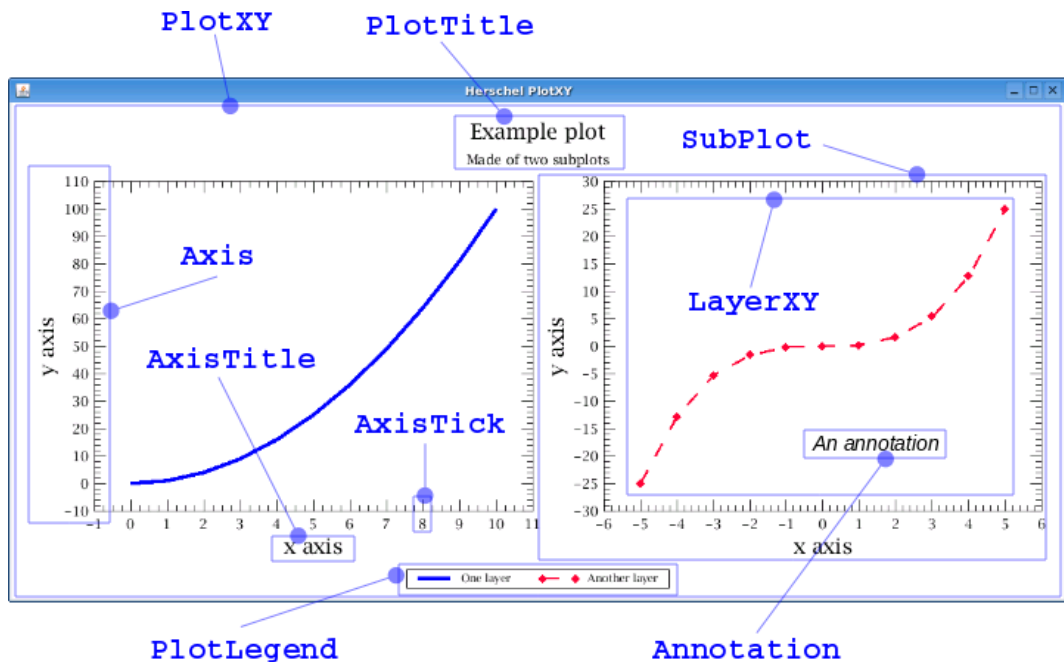 PlotXY
PlotTitle
Herschel PlotXY
Example plot
Made of two subplots
SubPlot
110
100
90
80
70
60
50
40
30
20
10
0
-10
y axis
Axis
AxisTitle
AxisTick
-1 0 1 2 3 4 5 6 7 8 9 10 11
x axis
30
25
20
15
10
5
0
-5
-10
-15
-20
-25
-30
y axis
LayerXY
An annotation
-6 -5 -4 -3 -2 -1 0 1 2 3 4 5 6
x axis
One layer Another layer
PlotLegend
Annotation